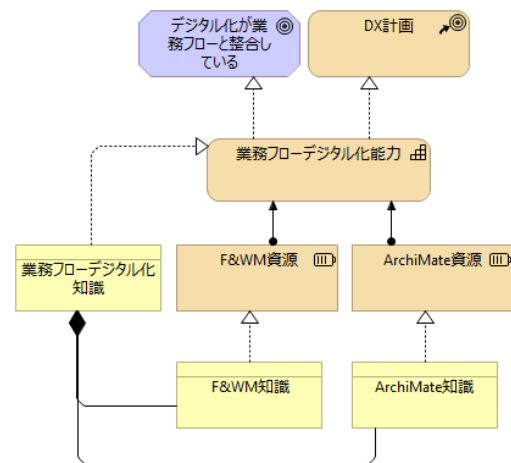 デジタル化が業
務フローと整合し
ている
DX計画
業務フローデジタル化能力
業務フローデジタル化
知識
F&WM資源
ArchiMate資源
F&WM知識
ArchiMate知識